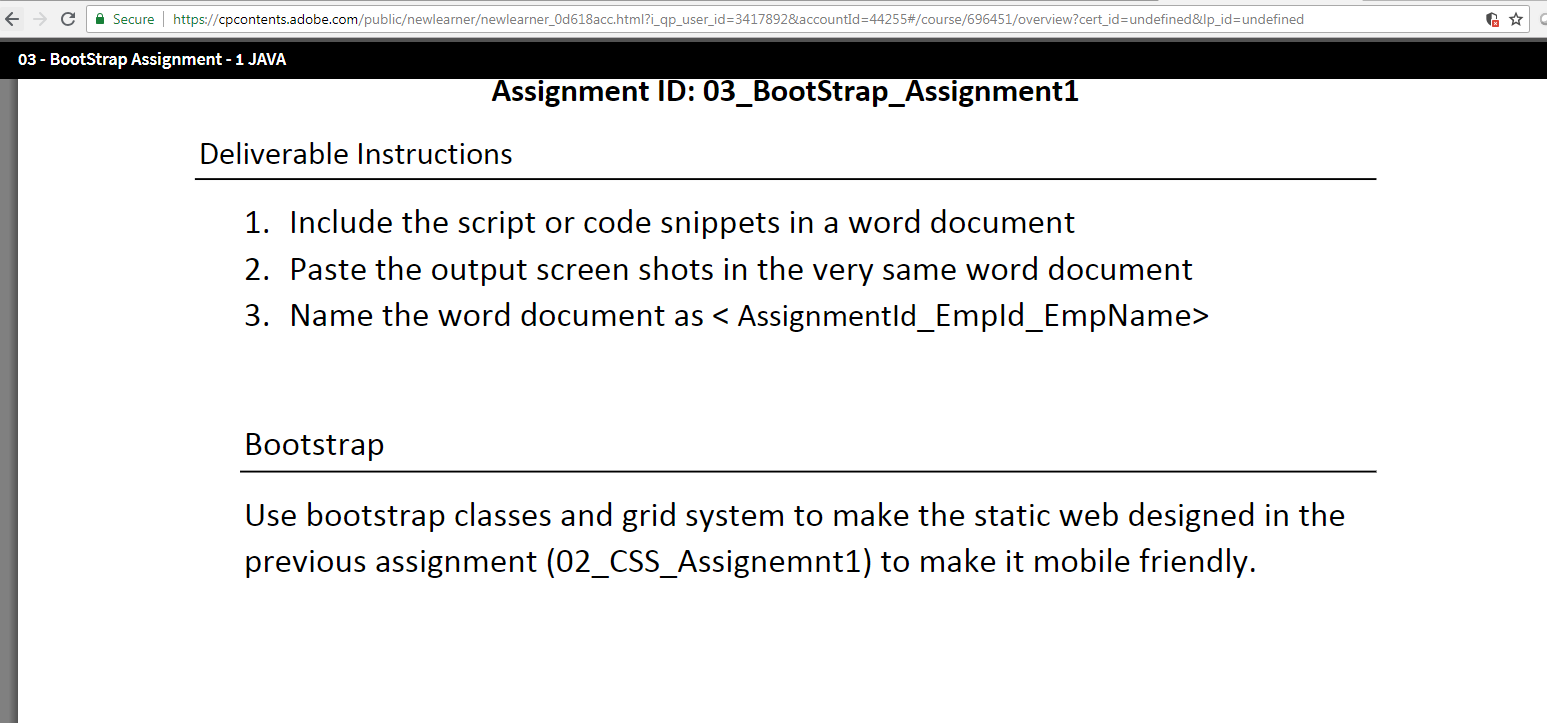 Secure https://cpcontents.adobe.com/public/newlearner/newlearner_0d618acc.html?i_qp_user_id=3417892&accountId=44255#/course/696451/overview?cert_id=undefined&lp_id=undefined
03 - BootStrap Assignment - 1 JAVA
Assignment ID: 03_BootStrap_Assignment1
Deliverable Instructions
1. Include the script or code snippets in a word document
2. Paste the output screen shots in the very same word document
3. Name the word document as < AssignmentId_EmpId_EmpName>
Bootstrap
Use bootstrap classes and grid system to make the static web designed in the
previous assignment (02_CSS_Assignemnt1) to make it mobile friendly.